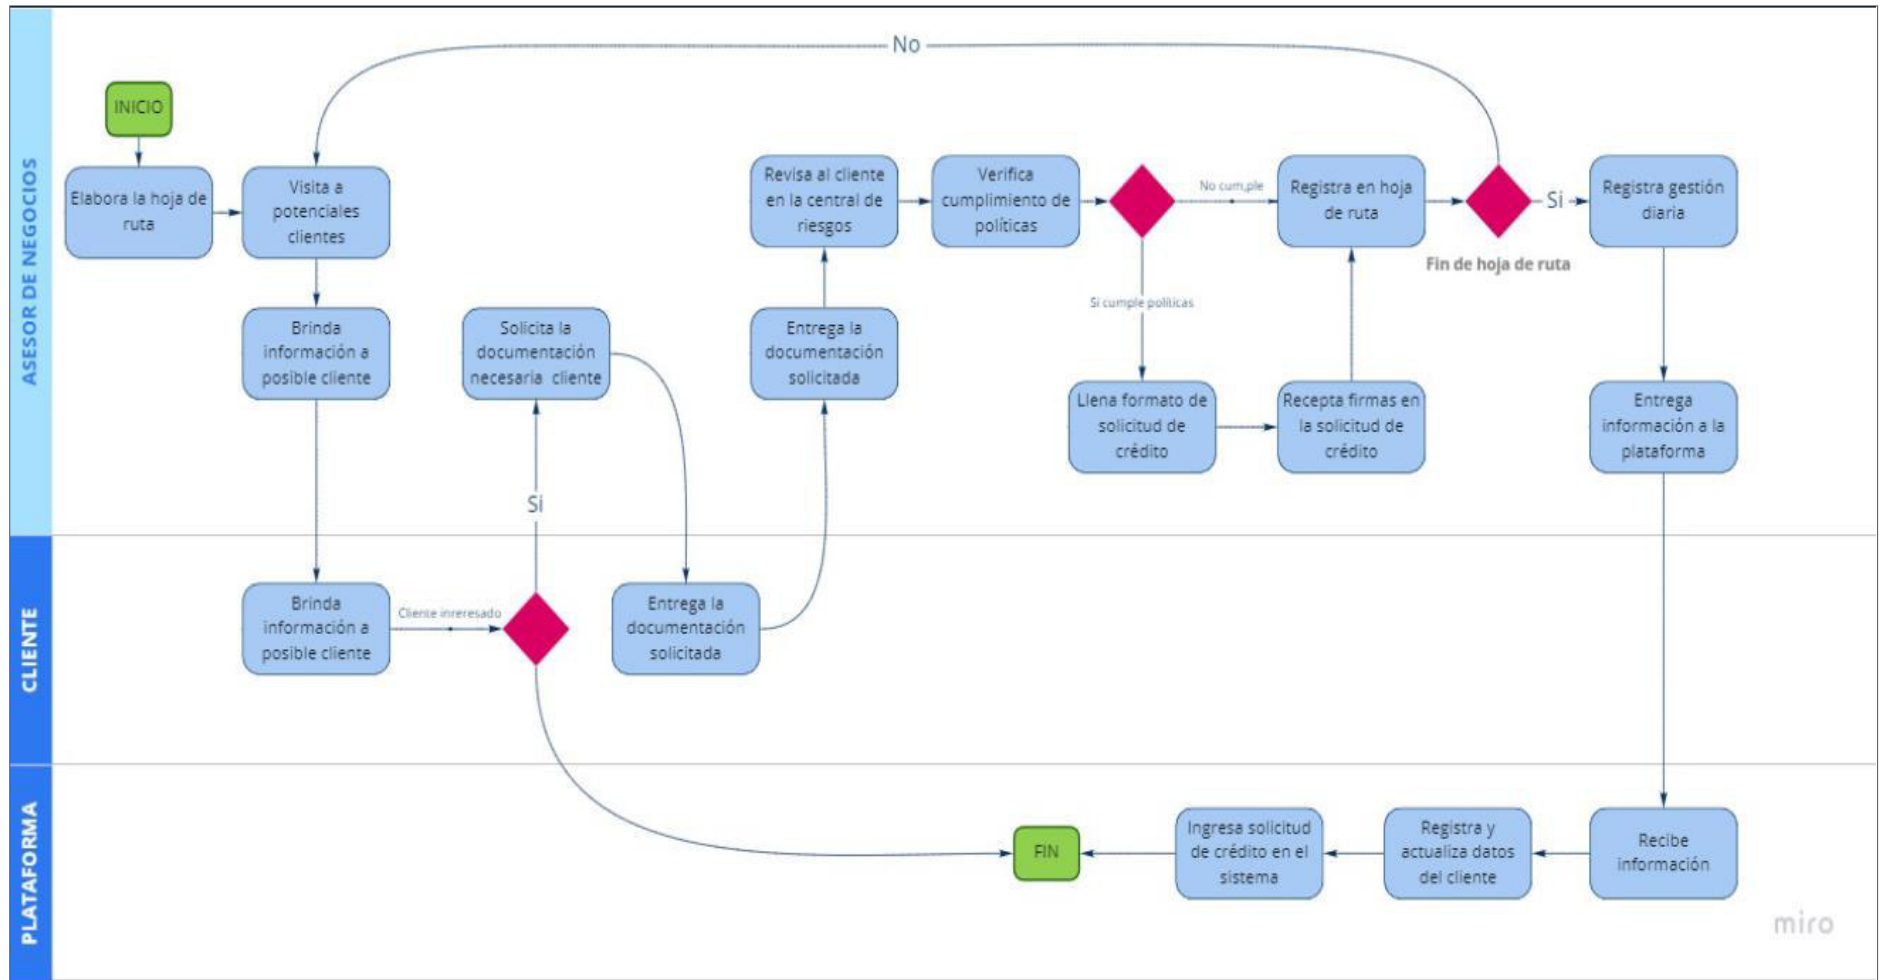 ASESOR DE NEGOCIOS
INICIO
Elabora la hoja de
ruta
Visita a
potenciales
clientes
Brinda
información a
posible cliente
Solicita la
documentación
necesaria cliente
Si
Entrega la
documentación
solicitada
Revisa al cliente
en la central de
riesgos
Verifica
cumplimiento de
políticas
No cum,ple
Si cumple políticas
Llena formato de
solicitud de
crédito
Recepta firmas en
la solicitud de
crédito
Registra en hoja
de ruta
No
Fin de hoja de ruta
Si
Registra gestión
diaria
Entrega
información a la
plataforma
CLIENTE
Brinda
información a
posible cliente
Cliente inreresado
Entrega la
documentación
solicitada
PLATAFORMA
Recibe
información
Registra y
actualiza datos
del cliente
Ingresa solicitud
de crédito en el
sistema
FIN
miro